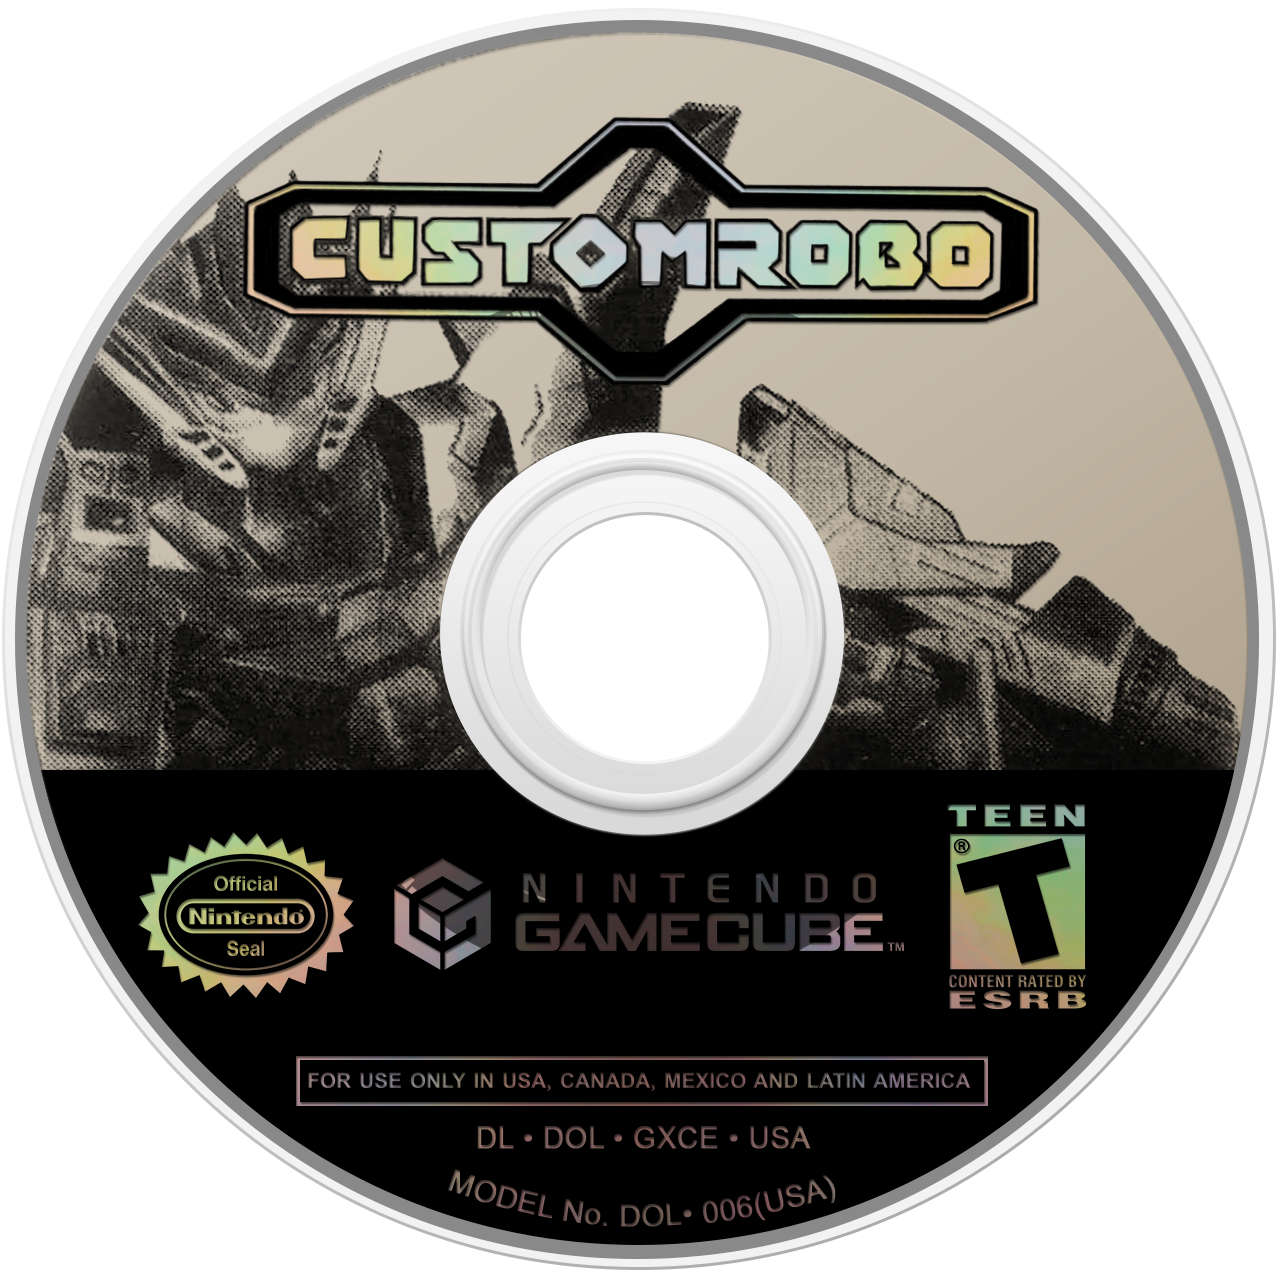 CUSTOMROBO
TEEN
®
T
CONTENT RATED BY
ESRB
Official
Nintendo®
Seal
NINTENDO
GAMECUBE™
FOR USE ONLY IN USA, CANADA, MEXICO AND LATIN AMERICA
DL • DOL • GXCE • USA
MODEL No. DOL• 006(USA)